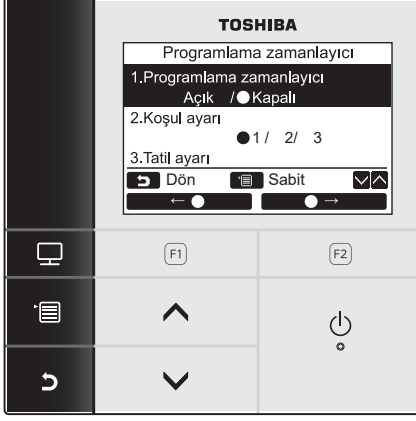 TOSHIBA
Programlama zamanlayıcı
1.Programlama zamanlayıcı
Açık /●Kapalı
2.Koşul ayarı
●1 / 2/ 3
3.Tatil ayarı
Dön Sabit
←● ●→
F1 F2